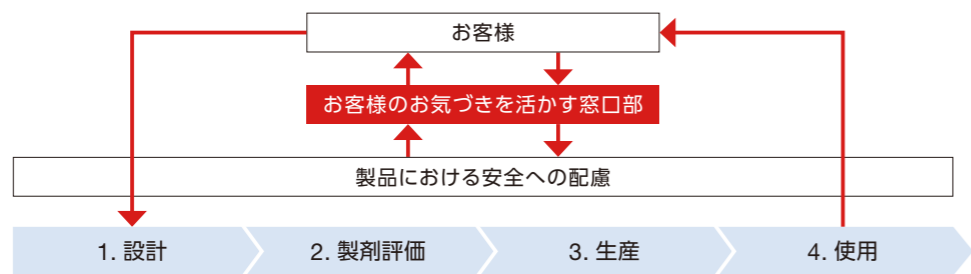 お客様
お客様のお気づきを活かす窓口部
製品における安全への配慮
1. 設計
2. 製剤評価
3. 生産
4. 使用